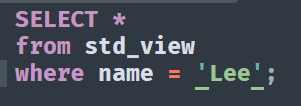 SELECT *
from std_view
where name = 'Lee';